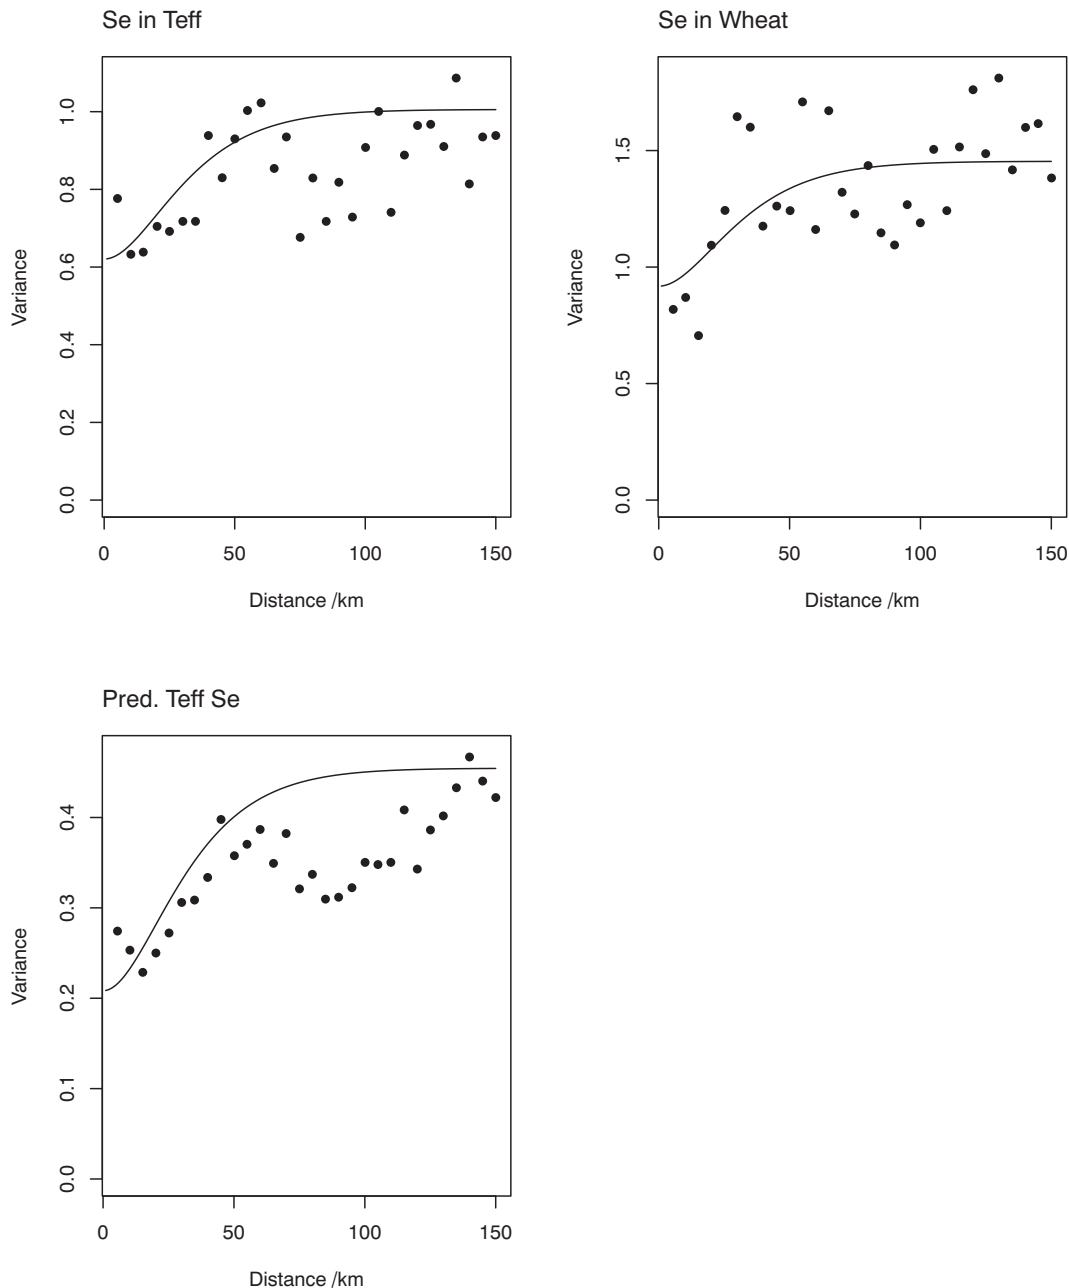 Se in Teff
Variance
0.0 0.2 0.4 0.6 0.8 1.0
0 50 100 150
Distance /km
Se in Wheat
Variance
0.0 0.5 1.0 1.5
0 50 100 150
Distance /km
Pred. Teff Se
Variance
0.0 0.1 0.2 0.3 0.4
0 50 100 150
Distance /km